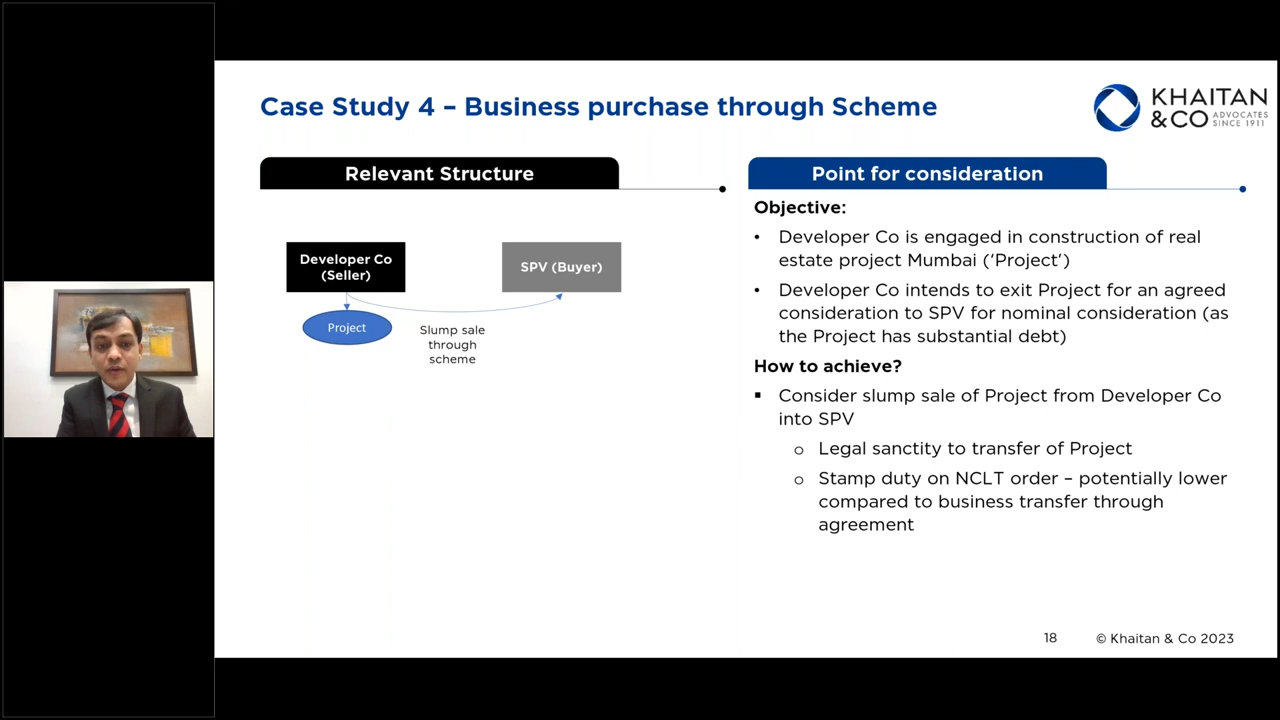 Case Study 4 – Business purchase through Scheme
KHAITAN
& CO ADVOCATES
SINCE 1911
Relevant Structure
Developer Co
(Seller)
SPV (Buyer)
Project
Slump sale
through
scheme
Point for consideration
Objective:
• Developer Co is engaged in construction of real
estate project Mumbai (‘Project’)
• Developer Co intends to exit Project for an agreed
consideration to SPV for nominal consideration (as
the Project has substantial debt)
How to achieve?
▪ Consider slump sale of Project from Developer Co
into SPV
o Legal sanctity to transfer of Project
o Stamp duty on NCLT order – potentially lower
compared to business transfer through
agreement
18 © Khaitan & Co 2023